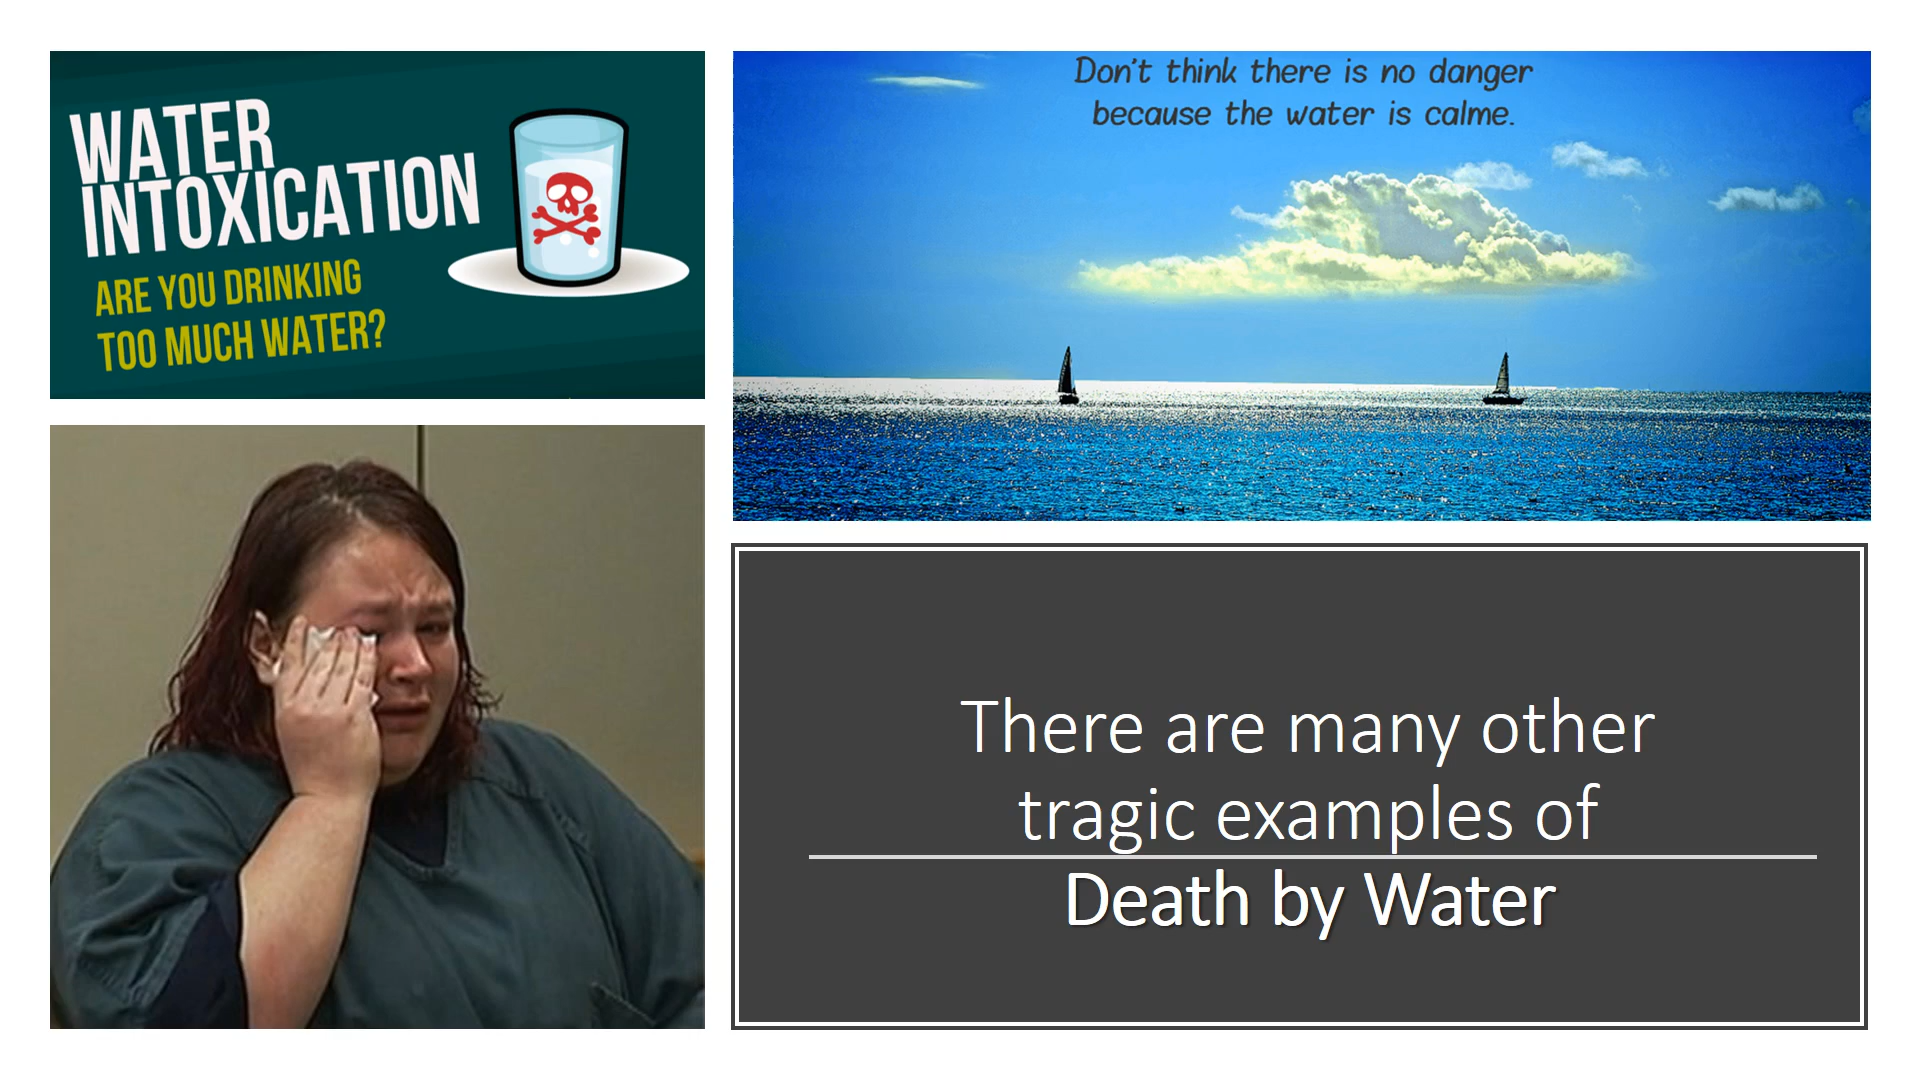 WATER
INTOXICATION
ARE YOU DRINKING
TOO MUCH WATER?
Don't think there is no danger
because the water is calme.
There are many other
tragic examples of
Death by Water